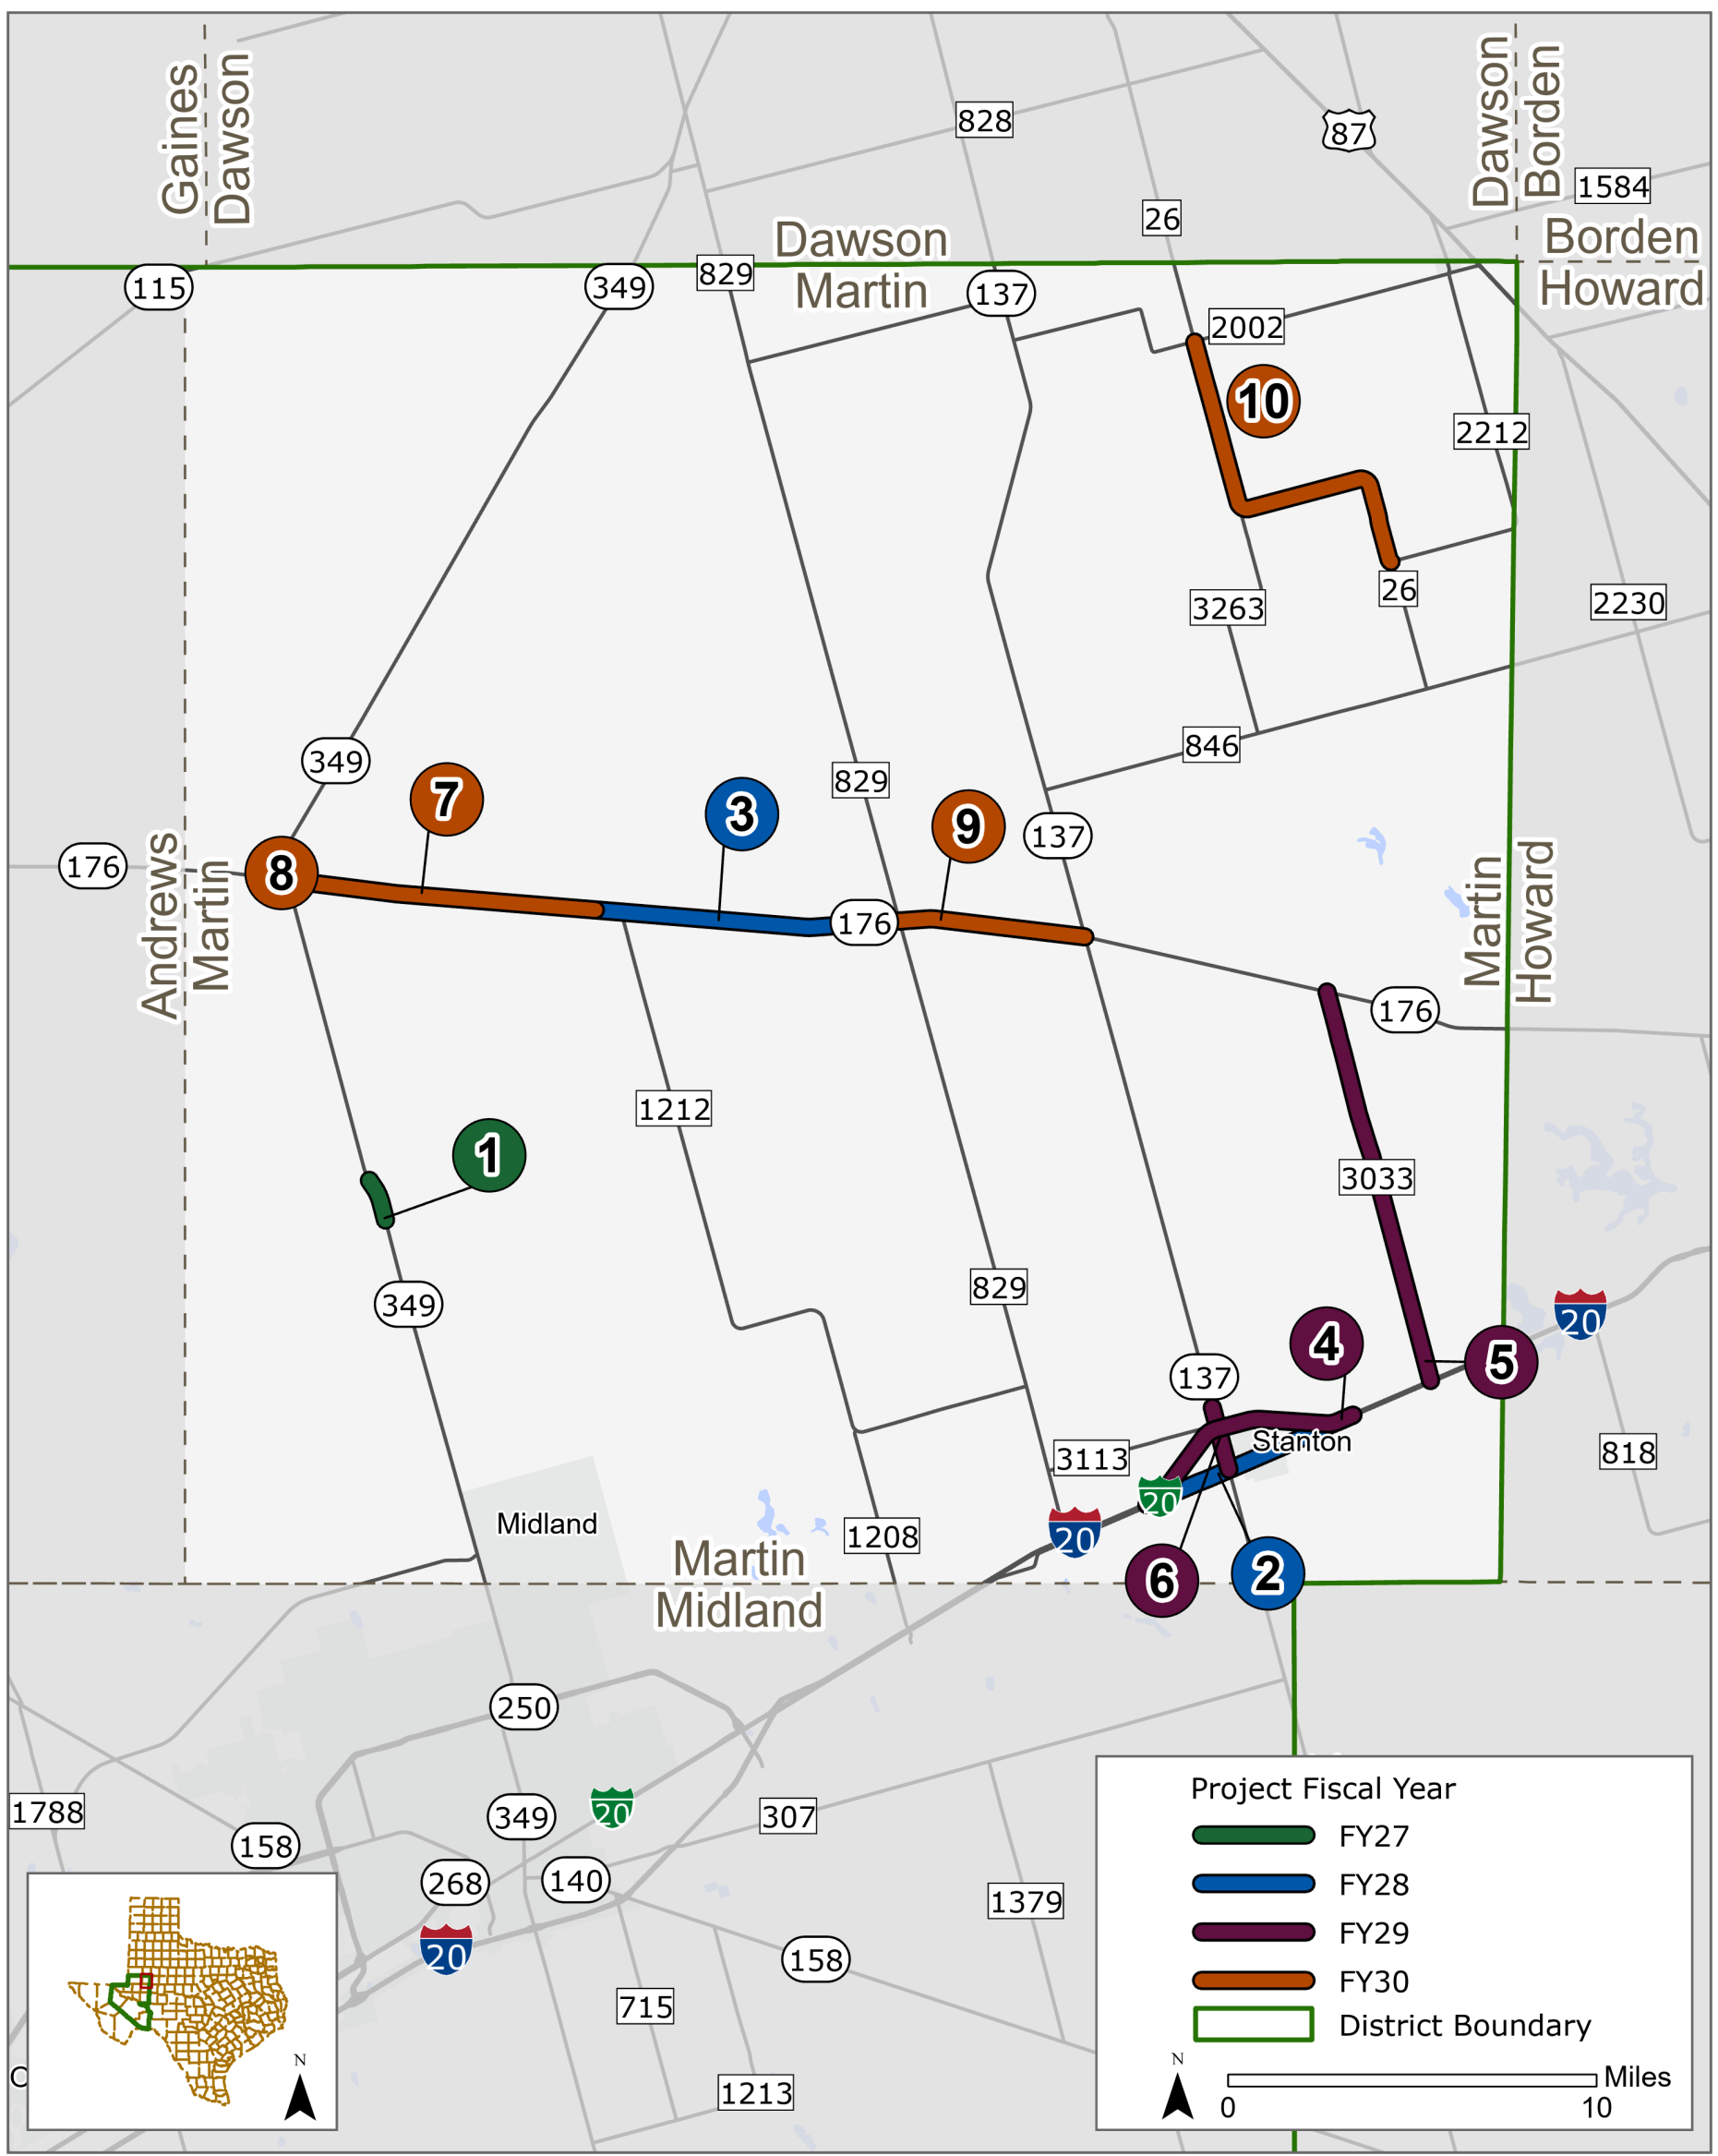 Gaines
Dawson
Dawson
Borden
828
87
1584
26
Dawson
Martin
Borden
Howard
115
349
829
137
2002
10
2212
26
3263
2230
846
349
829
137
7
3
9
8
176
176
176
Andrews
Martin
Martin
Howard
1212
1
3033
349
829
20
4
5
137
Stanton
3113
818
20
20
1208
Midland
Martin
Midland
6
2
250
1788
349
20
307
158
268
140
1379
20
158
715
1213
C
N
Project Fiscal Year
FY27
FY28
FY29
FY30
District Boundary
N
Miles
0
10